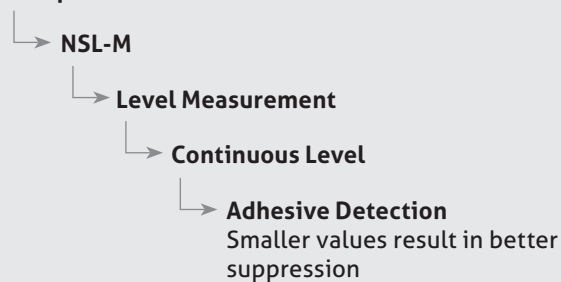 NSL-M
Level Measurement
Continuous Level
Adhesive Detection
Smaller values result in better
suppression